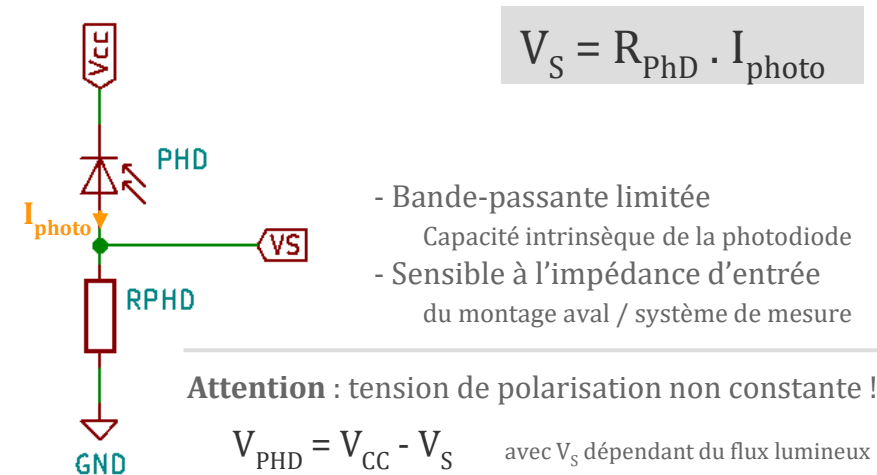 Vcc
V_S = R_PhD . I_photo
PHD
I_photo
VS
RPHD
GND
- Bande-passante limitée
Capacité intrinsèque de la photodiode
- Sensible à l’impédance d’entrée
du montage aval / système de mesure
Attention : tension de polarisation non constante !
V_PHD = V_CC - V_S avec V_S dépendant du flux lumineux